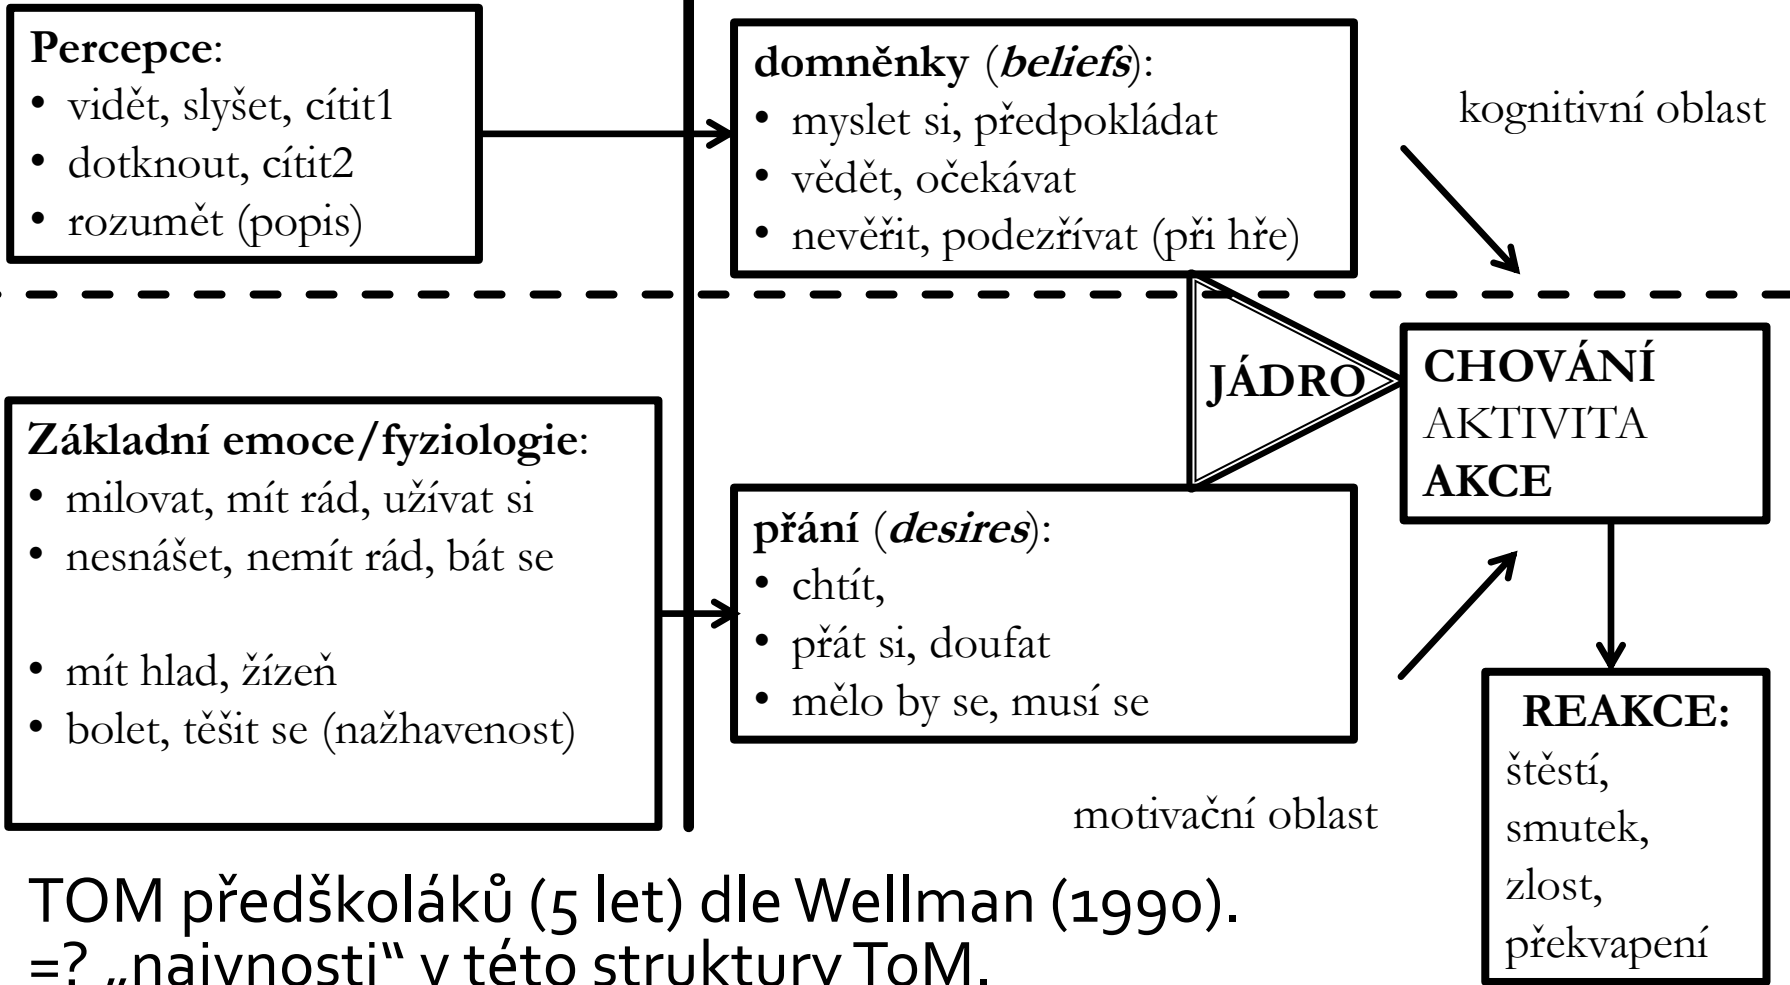 Percepce:
• vidět, slyšet, cítit1
• dotknout, cítit2
• rozumět (popis)
domněnky (beliefs):
• myslet si, předpokládat
• vědět, očekávat
• nevěřit, podezřívat (při hře)
kognitivní oblast
JÁDRO
CHOVÁNÍ
AKTIVITA
AKCE
Základní emoce/fyziologie:
• milovat, mít rád, užívat si
• nesnášet, nemít rád, bát se
• mít hlad, žízeň
• bolet, těšit se (nažhavenost)
přání (desires):
• chtít,
• přát si, doufat
• mělo by se, musí se
motivační oblast
REAKCE:
štěstí,
smutek,
zlost,
překvapení
TOM předškoláků (5 let) dle Wellman (1990).
=? „naivnosti“ v této struktury ToM.